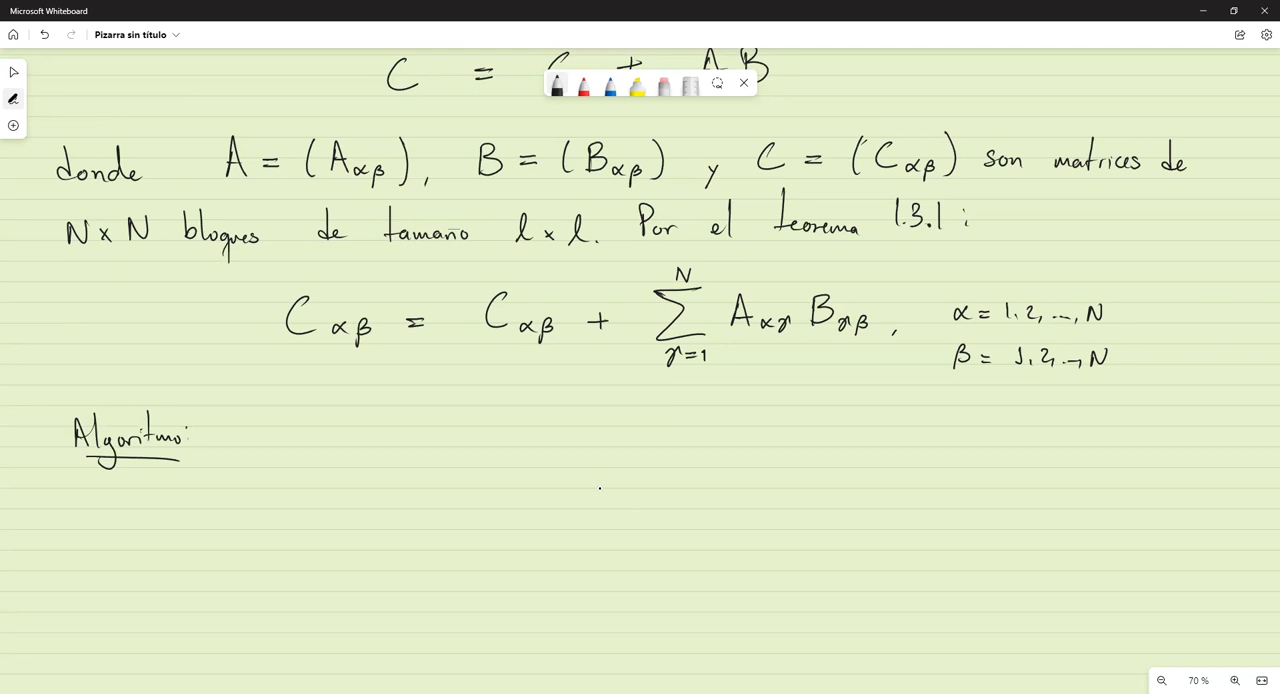 Microsoft Whiteboard
Pizarra sin título
C = C + AB
donde A = (Aαβ), B = (Bαβ) y C = (Cαβ) son matrices de
N x N bloques de tamaño l x l. Por el teorema 1.3.1 :
N
Cαβ = Cαβ + ∑ Aαγ Bγβ, α = 1, 2, ..., N
γ=1 β = 1, 2, ..., N
Algoritmo:
70 %